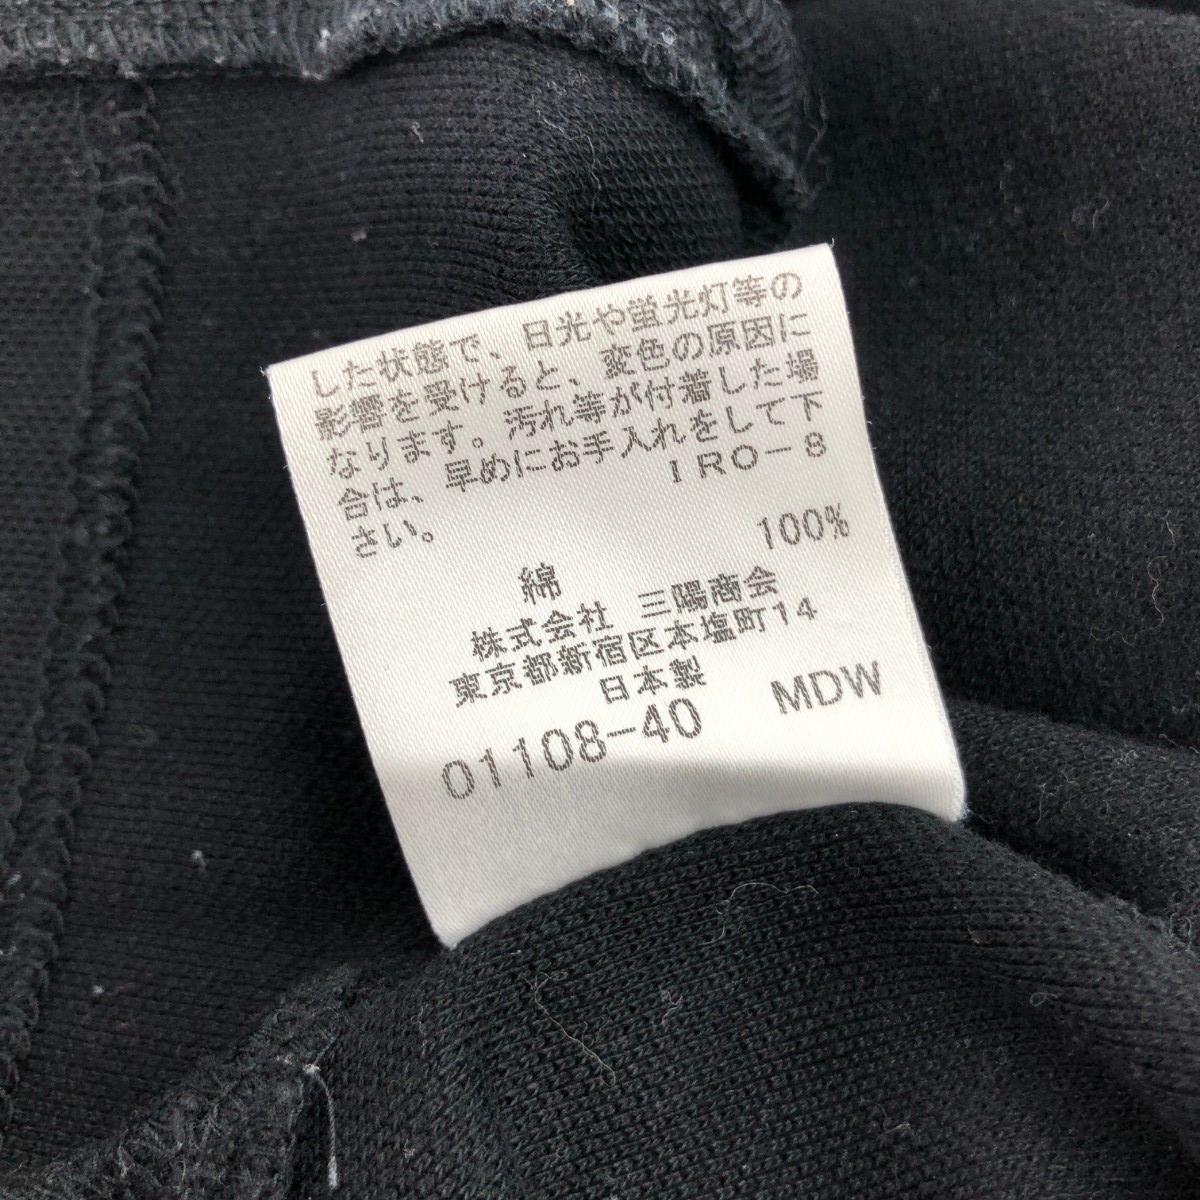 した状態で、日光や蛍光灯等の
影響を受けると、変色の原因に
なります。汚れ等が付着した場
合は、早めにお手入れをして下
さい。
IRO-8
100%
綿
株式会社 三陽商会
東京都新宿区本塩町14
日本製
01108-40 MDW